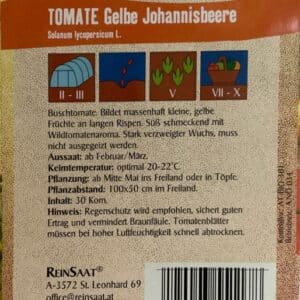 TOMATE Gelbe Johannisbeere
Solanum lycopersicum L.
II - III
V
VII - X
Buschtomate. Bildet massenhaft kleine, gelbe
Früchte an langen Rispen. Süß schmeckend mit
Wildtomatenaroma. Stark verzweigter Wuchs, muss
nicht ausgegeizt werden.
Aussaat: ab Februar/März.
Keimtemperatur: optimal 20-22°C
Pflanzung: ab Mitte Mai ins Freiland oder in Töpfe.
Pflanzabstand: 100x50 cm im Freiland.
Inhalt: 30 Korn.
Hinweis: Regenschutz wird empfohlen, sichert guten
Ertrag und vermindert Braunfäule. Tomatenblätter
müssen bei hoher Luftfeuchtigkeit schnell abtrocknen.
REINSAAT®
A-3572 St. Leonhard 69
office@reinsaat.at